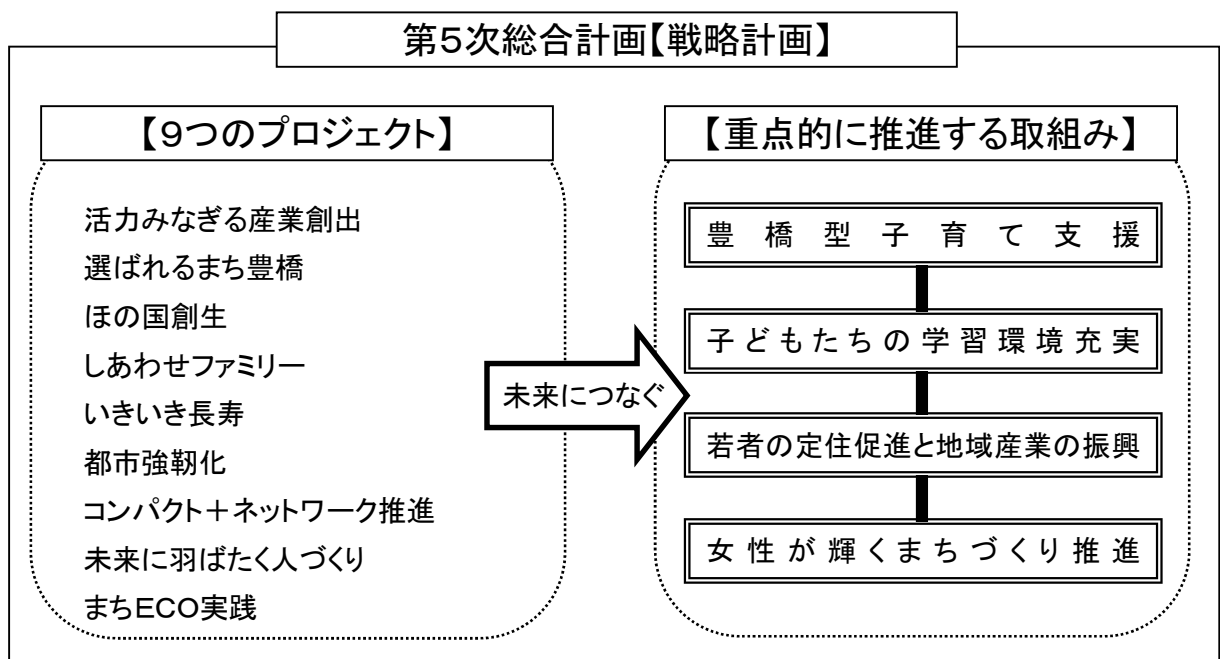 第5次総合計画【戦略計画】
【9つのプロジェクト】
活力みなぎる産業創出
選ばれるまち豊橋
ほの国創生
しあわせファミリー
いきいき長寿
都市強靭化
コンパクト＋ネットワーク推進
未来に羽ばたく人づくり
まちECO実践
未来につなぐ
【重点的に推進する取組み】
豊橋型子育て支援
子どもたちの学習環境充実
若者の定住促進と地域産業の振興
女性が輝くまちづくり推進